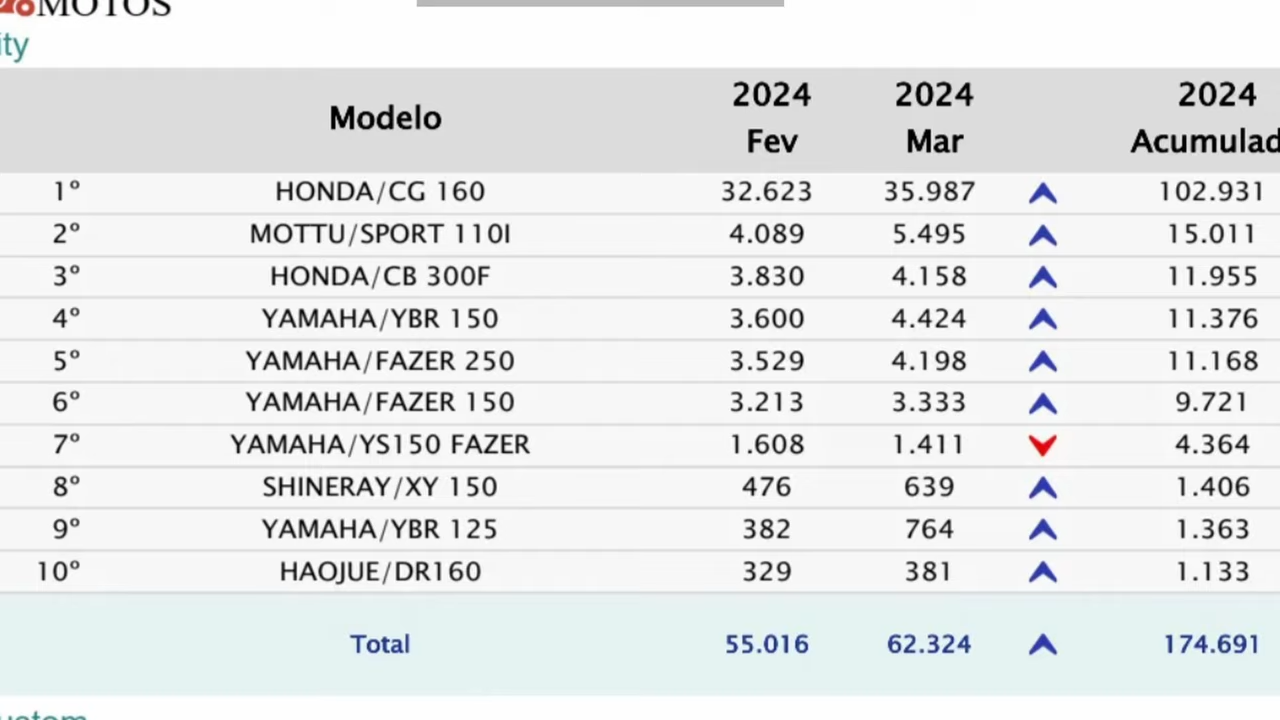 MOTOS
ity
Modelo 2024 Fev 2024 Mar 2024 Acumulad
1º HONDA/CG 160 32.623 35.987 102.931
2º MOTTU/SPORT 110I 4.089 5.495 15.011
3º HONDA/CB 300F 3.830 4.158 11.955
4º YAMAHA/YBR 150 3.600 4.424 11.376
5º YAMAHA/FAZER 250 3.529 4.198 11.168
6º YAMAHA/FAZER 150 3.213 3.333 9.721
7º YAMAHA/YS150 FAZER 1.608 1.411 4.364
8º SHINERAY/XY 150 476 639 1.406
9º YAMAHA/YBR 125 382 764 1.363
10º HAOJUE/DR160 329 381 1.133
Total 55.016 62.324 174.691
ustom